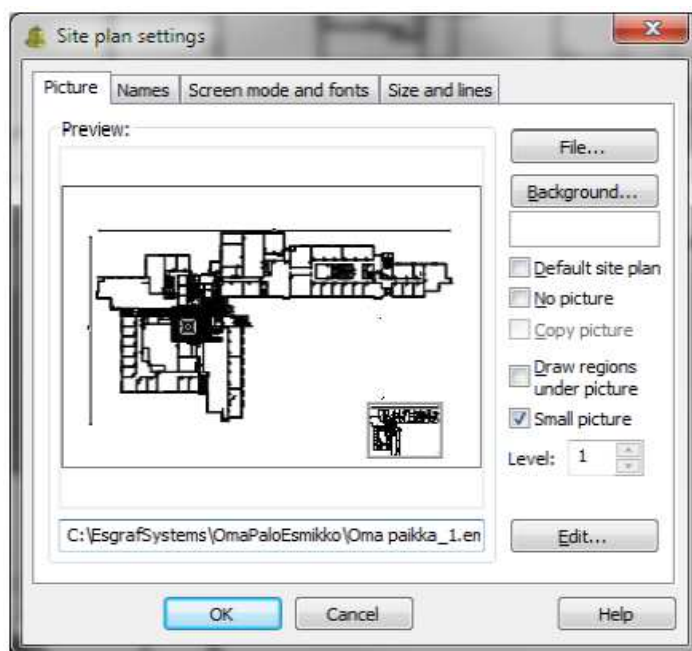 Site plan settings
Picture
Names
Screen mode and fonts
Size and lines
Preview:
File...
Background...
Default site plan
No picture
Copy picture
Draw regions
under picture
Small picture
Level: 1
C:\EsgrafSystems\OmaPaloEsmikko\Oma paikka_1.en
Edit...
OK
Cancel
Help